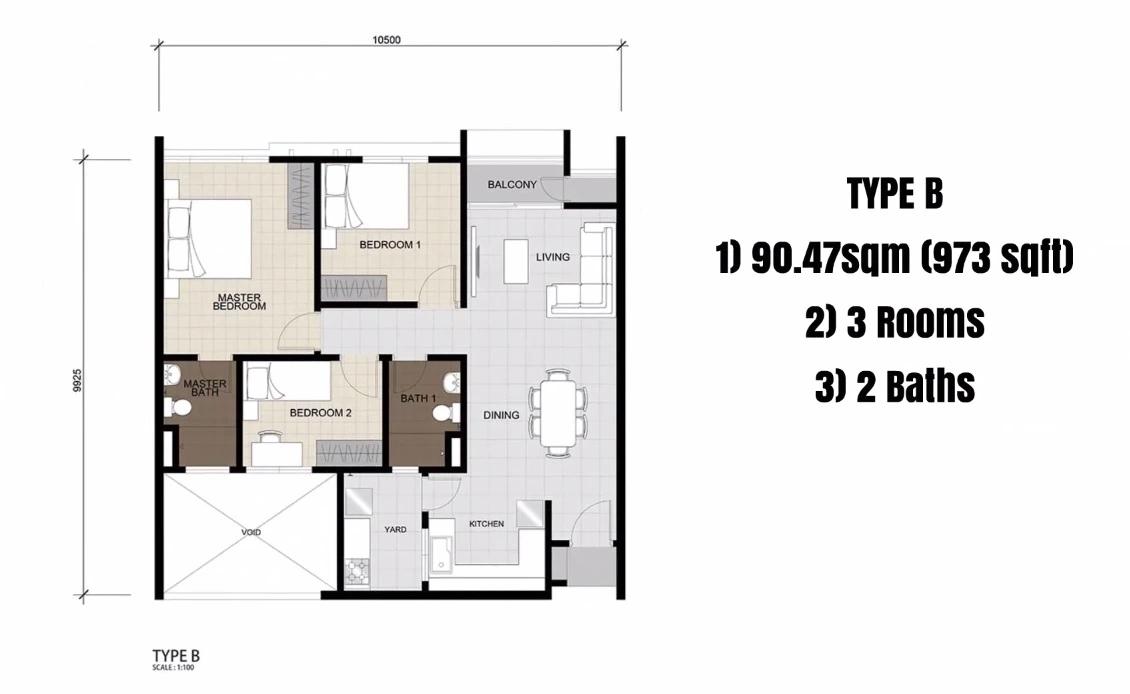 10500
9925
BALCONY
BEDROOM 1
LIVING
MASTER
BEDROOM
MASTER
BATH
BEDROOM 2
BATH 1
DINING
VOID
YARD
KITCHEN
TYPE B
SCALE : 1:100
TYPE B
1) 90.47sqm (973 sqft)
2) 3 Rooms
3) 2 Baths